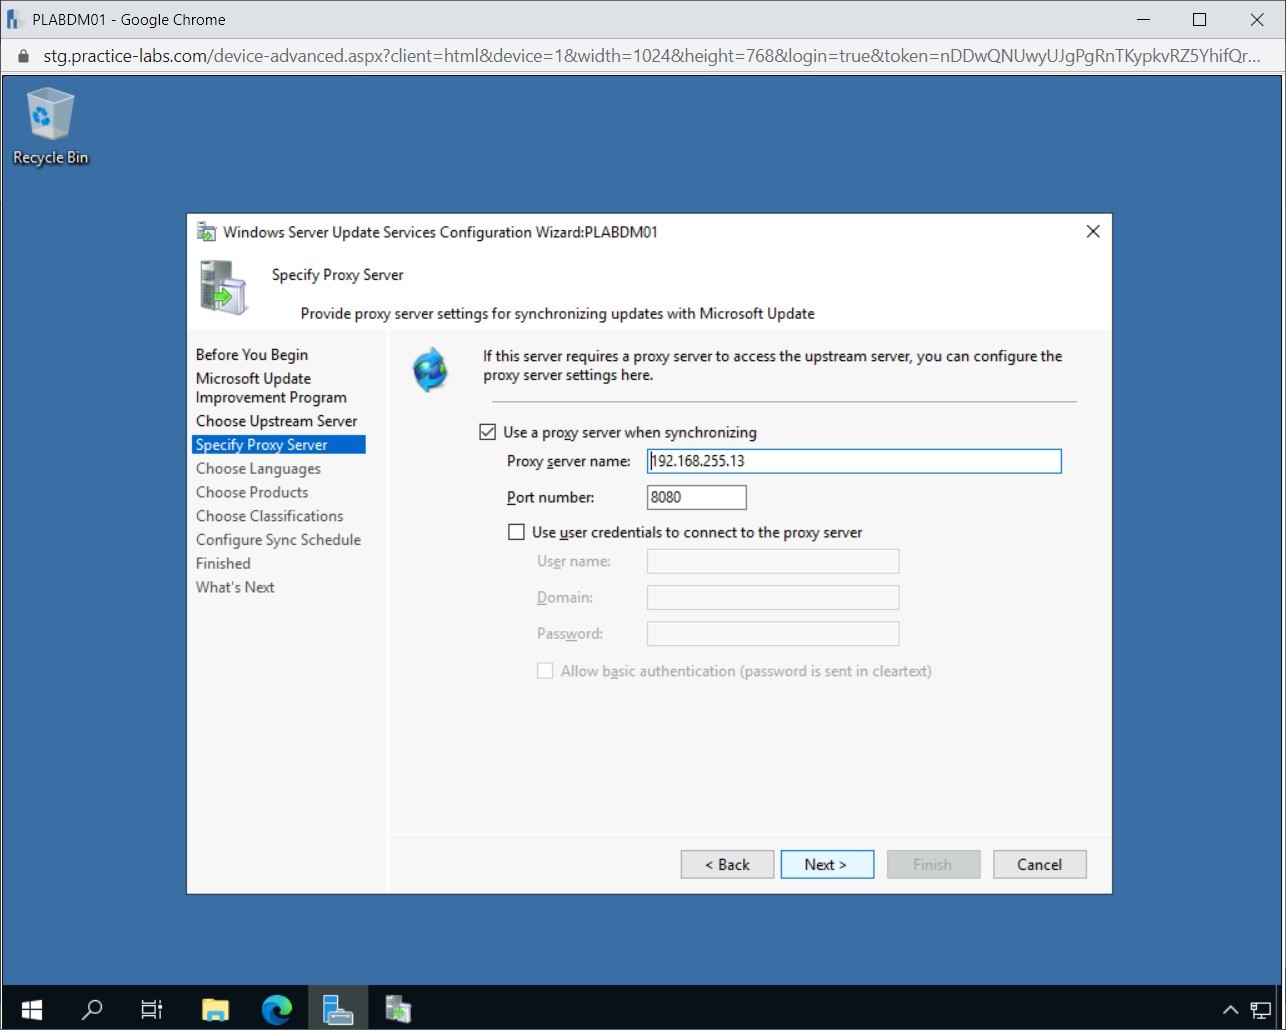 PLABDM01 - Google Chrome
stg.practice-labs.com/device-advanced.aspx?client=html&device=1&width=1024&height=768&login=true&token=nDDwQNUwyUJgPgRnTKypkvRZ5YhifQr...
Recycle Bin
Windows Server Update Services Configuration Wizard:PLABDM01
Specify Proxy Server
Provide proxy server settings for synchronizing updates with Microsoft Update
Before You Begin
Microsoft Update
Improvement Program
Choose Upstream Server
Specify Proxy Server
Choose Languages
Choose Products
Choose Classifications
Configure Sync Schedule
Finished
What's Next
If this server requires a proxy server to access the upstream server, you can configure the
proxy server settings here.
Use a proxy server when synchronizing
Proxy server name: 192.168.255.13
Port number: 8080
Use user credentials to connect to the proxy server
User name:
Domain:
Password:
Allow basic authentication (password is sent in cleartext)
< Back Next > Finish Cancel